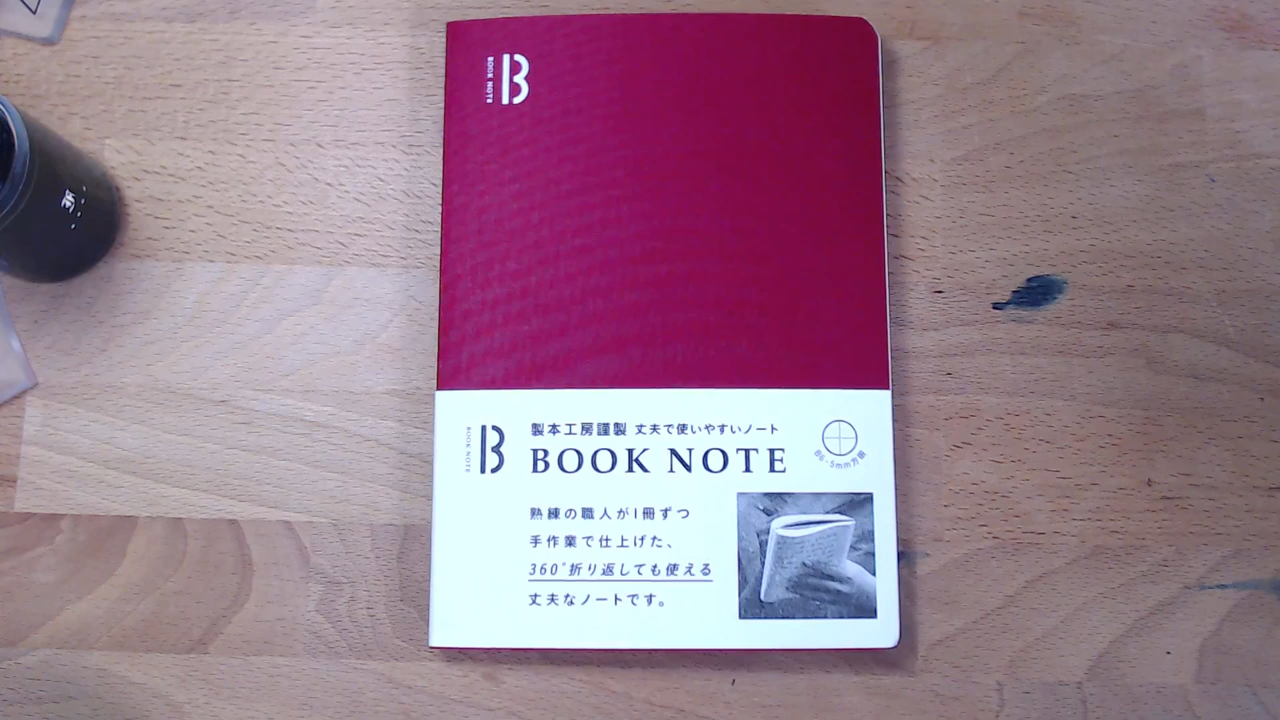 BOOK NOTE
B
BOOK NOTE
B
製本工房謹製 丈夫で使いやすいノート
BOOK NOTE
B6・5mm方眼
熟練の職人が1冊ずつ
手作業で仕上げた、
360°折り返しても使える
丈夫なノートです。